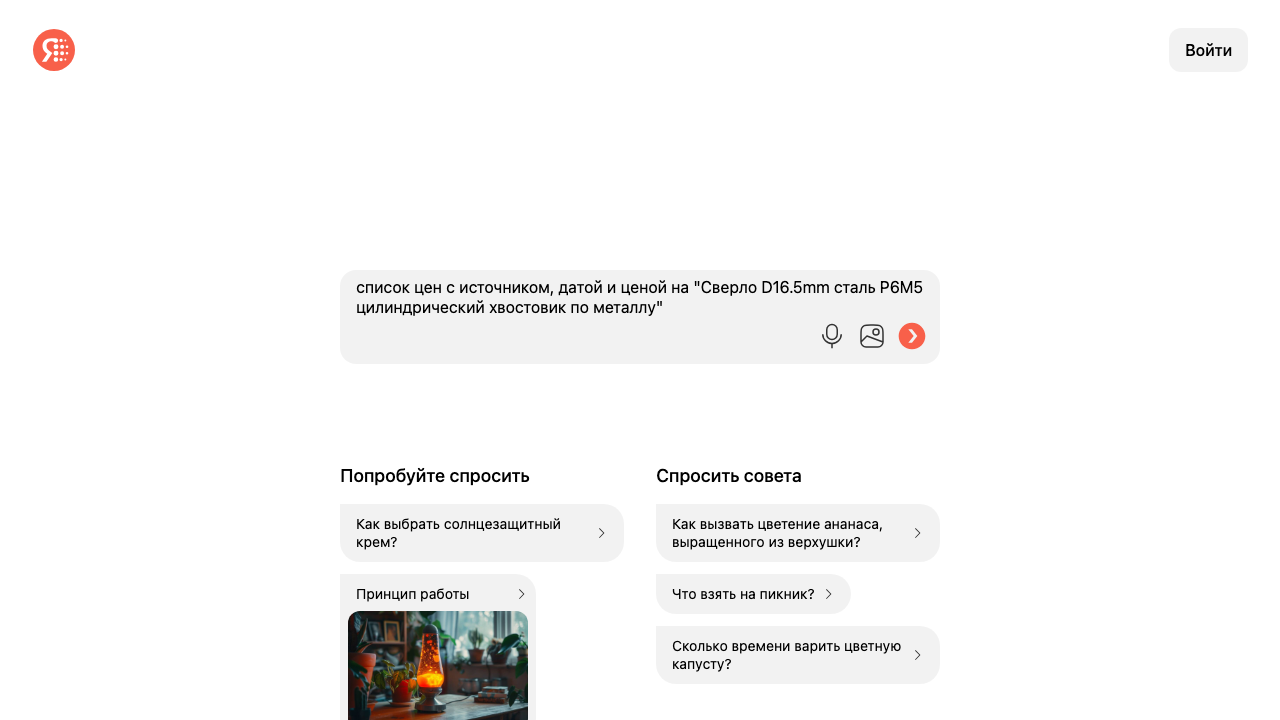 Я
Войти
список цен с источником, датой и ценой на "Сверло D16.5mm сталь Р6М5
цилиндрический хвостовик по металлу"
Попробуйте спросить
Как выбрать солнцезащитный
крем?
Принцип работы
Спросить совета
Как вызвать цветение ананаса,
выращенного из верхушки?
Что взять на пикник?
Сколько времени варить цветную
капусту?